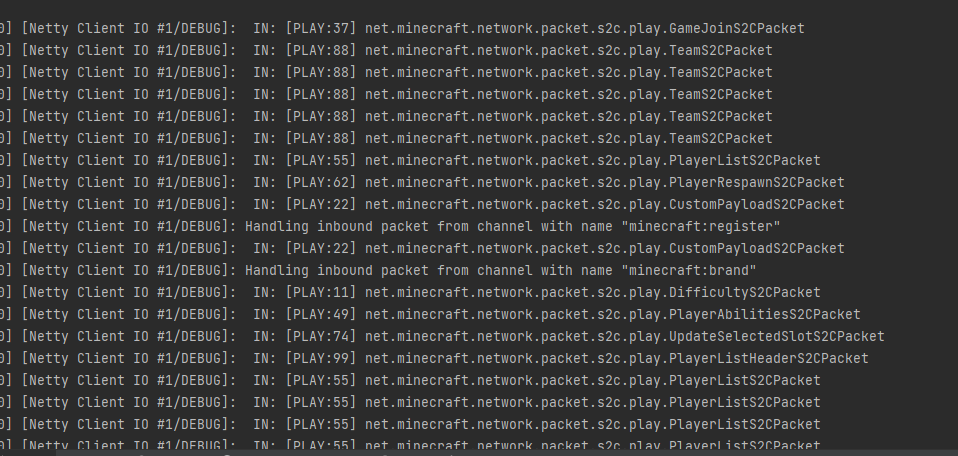 0] [Netty Client IO #1/DEBUG]:  IN: [PLAY:37] net.minecraft.network.packet.s2c.play.GameJoinS2CPacket
0] [Netty Client IO #1/DEBUG]:  IN: [PLAY:88] net.minecraft.network.packet.s2c.play.TeamS2CPacket
0] [Netty Client IO #1/DEBUG]:  IN: [PLAY:88] net.minecraft.network.packet.s2c.play.TeamS2CPacket
0] [Netty Client IO #1/DEBUG]:  IN: [PLAY:88] net.minecraft.network.packet.s2c.play.TeamS2CPacket
0] [Netty Client IO #1/DEBUG]:  IN: [PLAY:88] net.minecraft.network.packet.s2c.play.TeamS2CPacket
0] [Netty Client IO #1/DEBUG]:  IN: [PLAY:88] net.minecraft.network.packet.s2c.play.TeamS2CPacket
0] [Netty Client IO #1/DEBUG]:  IN: [PLAY:55] net.minecraft.network.packet.s2c.play.PlayerListS2CPacket
0] [Netty Client IO #1/DEBUG]:  IN: [PLAY:62] net.minecraft.network.packet.s2c.play.PlayerRespawnS2CPacket
0] [Netty Client IO #1/DEBUG]:  IN: [PLAY:22] net.minecraft.network.packet.s2c.play.CustomPayloadS2CPacket
0] [Netty Client IO #1/DEBUG]: Handling inbound packet from channel with name "minecraft:register"
0] [Netty Client IO #1/DEBUG]:  IN: [PLAY:22] net.minecraft.network.packet.s2c.play.CustomPayloadS2CPacket
0] [Netty Client IO #1/DEBUG]: Handling inbound packet from channel with name "minecraft:brand"
0] [Netty Client IO #1/DEBUG]:  IN: [PLAY:11] net.minecraft.network.packet.s2c.play.DifficultyS2CPacket
0] [Netty Client IO #1/DEBUG]:  IN: [PLAY:49] net.minecraft.network.packet.s2c.play.PlayerAbilitiesS2CPacket
0] [Netty Client IO #1/DEBUG]:  IN: [PLAY:74] net.minecraft.network.packet.s2c.play.UpdateSelectedSlotS2CPacket
0] [Netty Client IO #1/DEBUG]:  IN: [PLAY:99] net.minecraft.network.packet.s2c.play.PlayerListHeaderS2CPacket
0] [Netty Client IO #1/DEBUG]:  IN: [PLAY:55] net.minecraft.network.packet.s2c.play.PlayerListS2CPacket
0] [Netty Client IO #1/DEBUG]:  IN: [PLAY:55] net.minecraft.network.packet.s2c.play.PlayerListS2CPacket
0] [Netty Client IO #1/DEBUG]:  IN: [PLAY:55] net.minecraft.network.packet.s2c.play.PlayerListS2CPacket
0] [Netty Client IO #1/DEBUG]:  IN: [PLAY:55] net.minecraft.network.packet.s2c.play.PlayerListS2CPacket